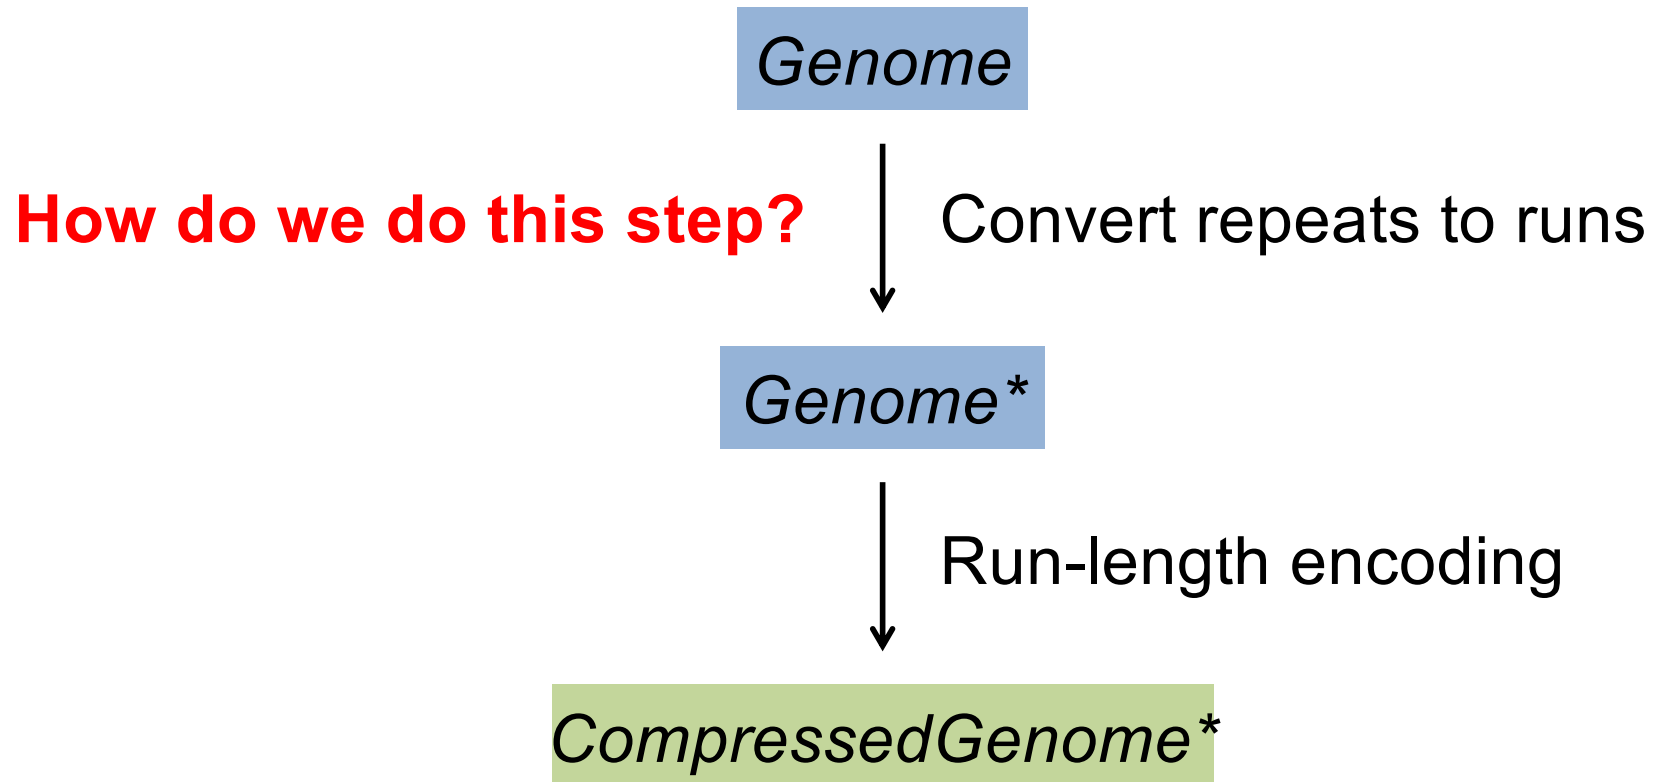 Genome
How do we do this step?
Convert repeats to runs
Genome*
Run-length encoding
CompressedGenome*